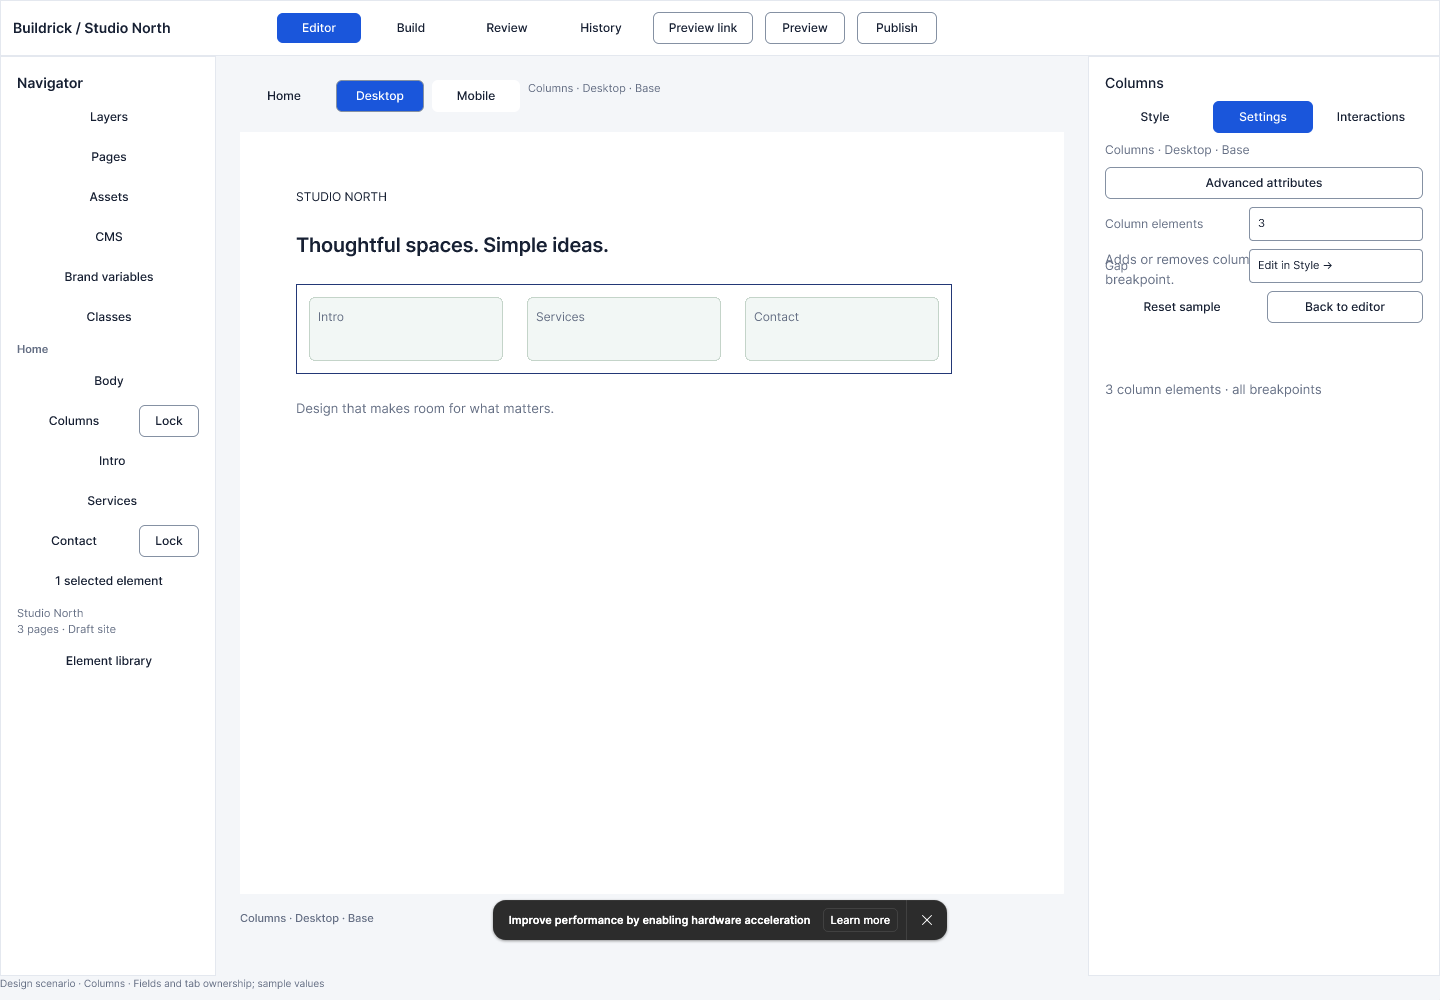 Buildrick / Studio North
Editor
Build
Review
History
Preview link
Preview
Publish
Navigator
Layers
Pages
Assets
CMS
Brand variables
Classes
Home
Body
Columns
Lock
Intro
Services
Contact
Lock
1 selected element
Studio North
3 pages · Draft site
Element library
Home
Desktop
Mobile
Columns · Desktop · Base
STUDIO NORTH
Thoughtful spaces. Simple ideas.
Intro
Services
Contact
Design that makes room for what matters.
Columns · Desktop · Base
Improve performance by enabling hardware acceleration
Learn more
Columns
Style
Settings
Interactions
Columns · Desktop · Base
Advanced attributes
Column elements
3
Adds or removes colum
breakpoint.
Gap
Edit in Style →
Reset sample
Back to editor
3 column elements · all breakpoints
Design scenario · Columns · Fields and tab ownership; sample values